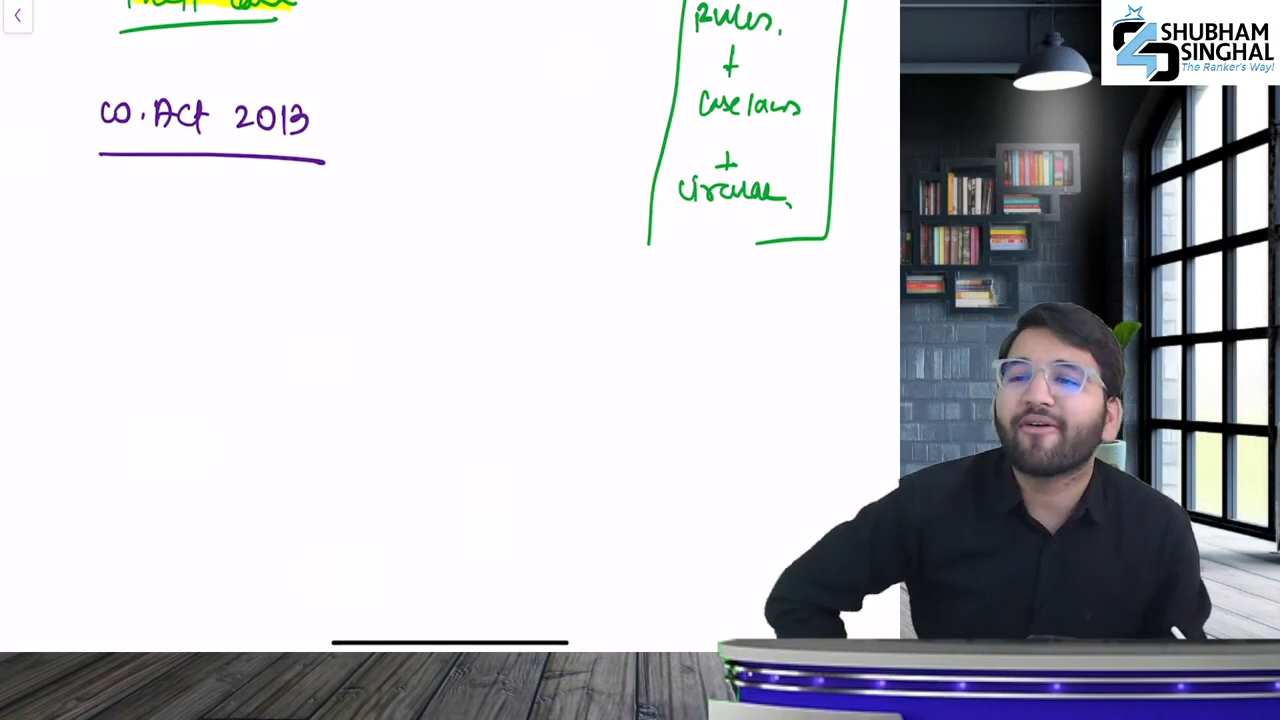 Rules,
+
Case laws
+
Circular,
Co. Act 2013
SHUBHAM
SINGHAL
The Ranker's Way!